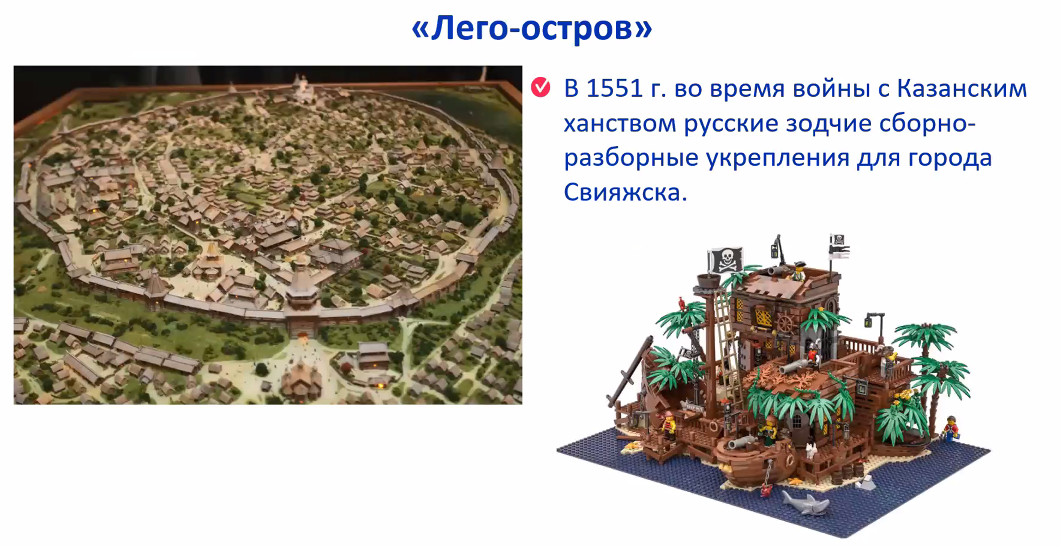 «Лего-остров»
В 1551 г. во время войны с Казанским
ханством русские зодчие сборно-
разборные укрепления для города
Свияжска.